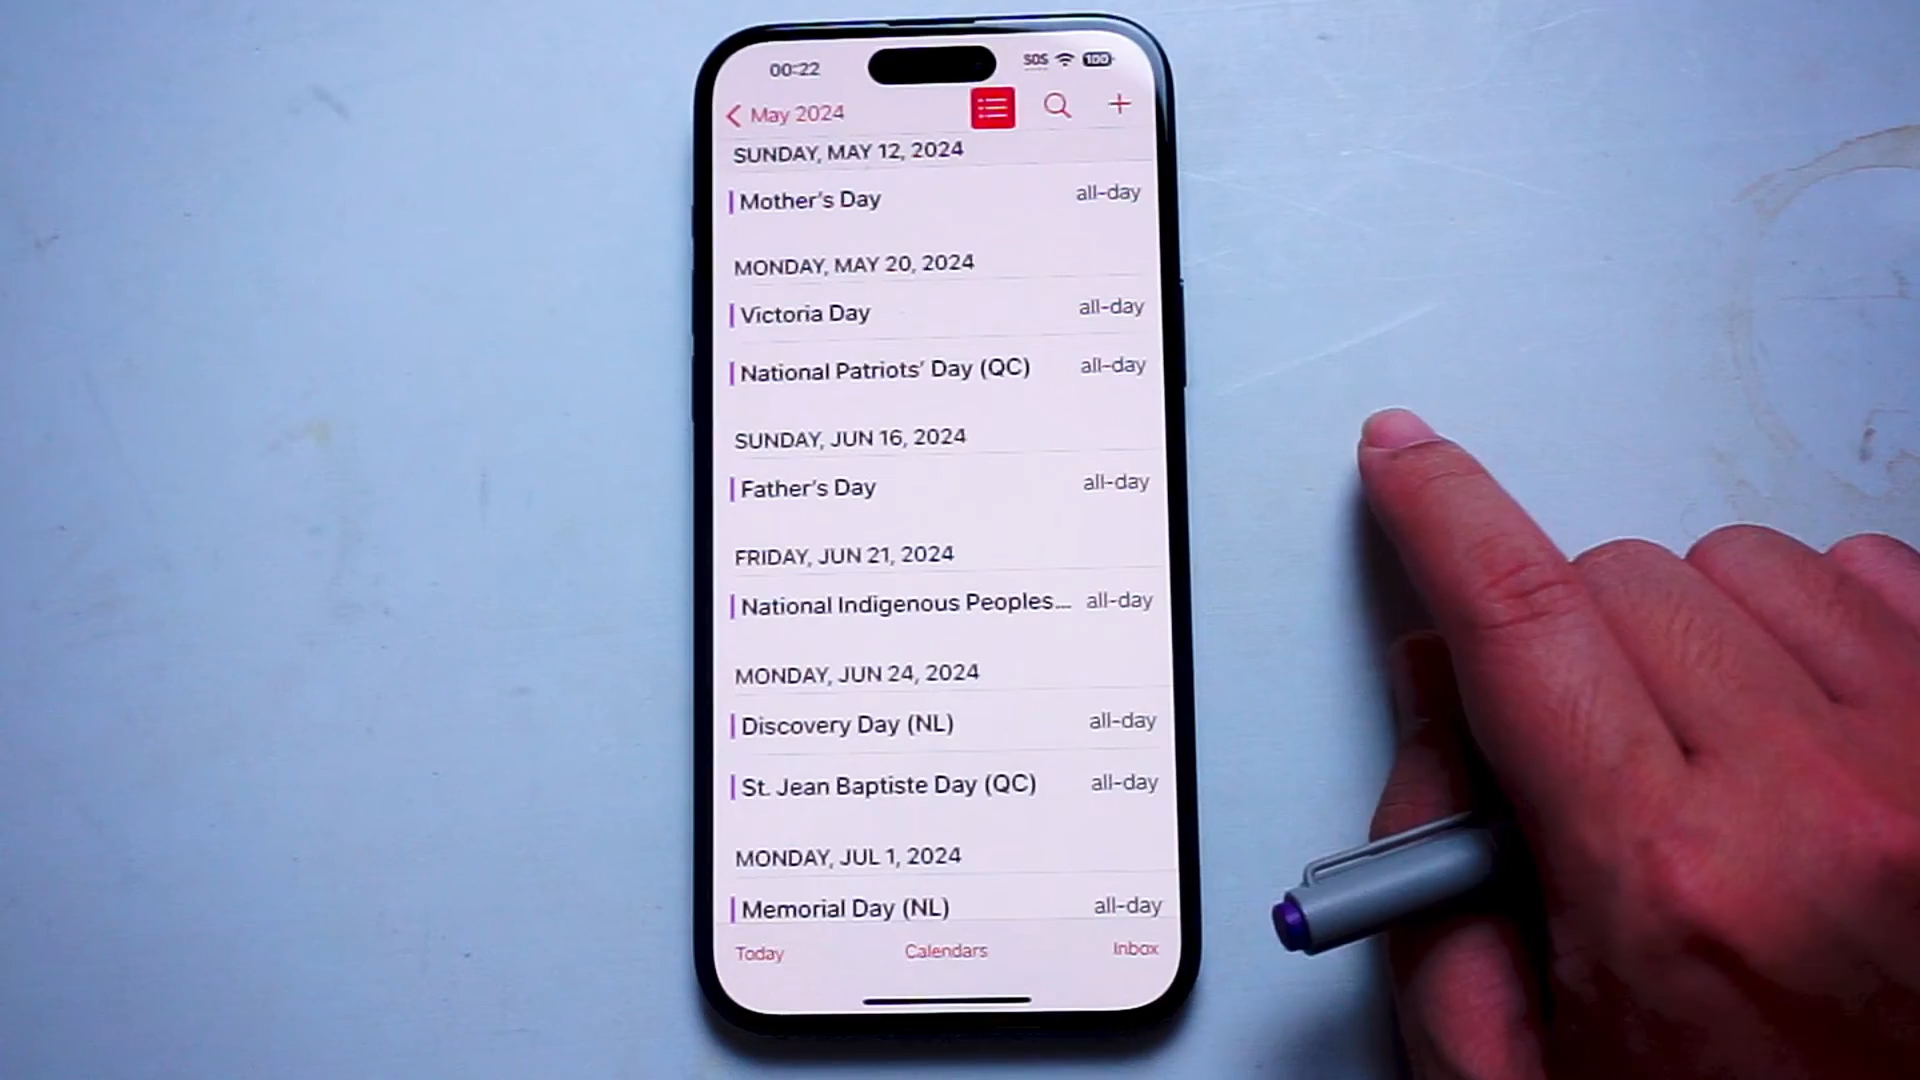 00:22 SOS 100
May 2024
SUNDAY, MAY 12, 2024
Mother's Day all-day
MONDAY, MAY 20, 2024
Victoria Day all-day
National Patriots' Day (QC) all-day
SUNDAY, JUN 16, 2024
Father's Day all-day
FRIDAY, JUN 21, 2024
National Indigenous Peoples... all-day
MONDAY, JUN 24, 2024
Discovery Day (NL) all-day
St. Jean Baptiste Day (QC) all-day
MONDAY, JUL 1, 2024
Memorial Day (NL) all-day
Today Calendars Inbox